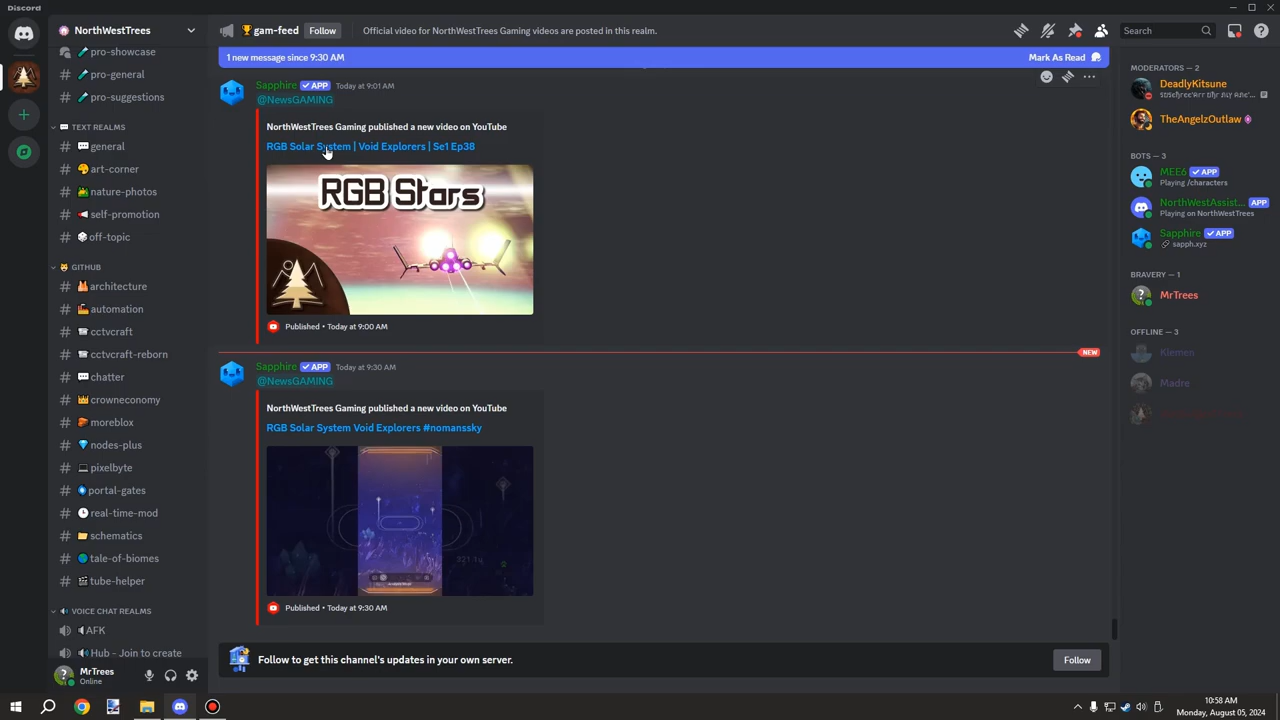 Discord
NorthWestTrees
pro-showcase
pro-general
pro-suggestions
TEXT REALMS
general
art-corner
nature-photos
self-promotion
off-topic
GITHUB
architecture
automation
cctvcraft
cctvcraft-reborn
chatter
crowneconomy
moreblox
nodes-plus
pixelbyte
portal-gates
real-time-mod
schematics
tale-of-biomes
tube-helper
VOICE CHAT REALMS
AFK
Hub - Join to create
MrTrees
Online
gam-feed
Follow
Official video for NorthWestTrees Gaming videos are posted in this realm.
Search
1 new message since 9:30 AM
Mark As Read
Sapphire APP Today at 9:01 AM
@NewsGAMING
NorthWestTrees Gaming published a new video on YouTube
RGB Solar System | Void Explorers | Se1 Ep38
RGB Stars
Published • Today at 9:00 AM
NEW
Sapphire APP Today at 9:30 AM
@NewsGAMING
NorthWestTrees Gaming published a new video on YouTube
RGB Solar System Void Explorers #nomanssky
Published • Today at 9:30 AM
Follow to get this channel's updates in your own server.
Follow
MODERATORS – 2
DeadlyKitsune
TheAngelzOutlaw
BOTS – 3
MEE6 APP
Playing /characters
NorthWestAssist... APP
Playing on NorthWestTrees
Sapphire APP
sapph.xyz
BRAVERY – 1
MrTrees
OFFLINE – 3
Klemen
Madre
10:58 AM
Monday, August 05, 2024